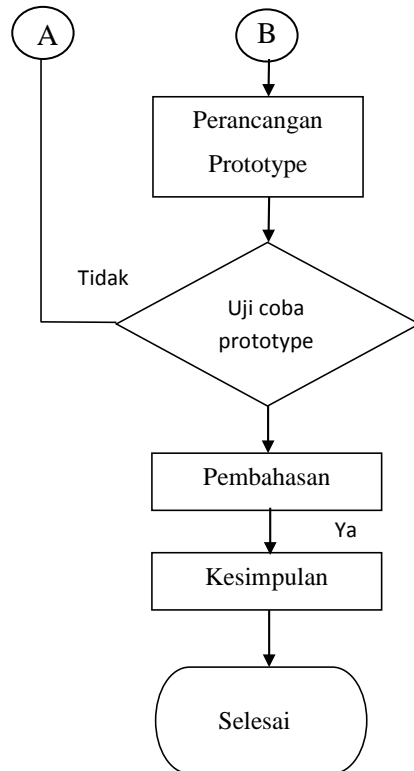 A
B
Perancangan
Prototype
Tidak
Uji coba
prototype
Pembahasan
Ya
Kesimpulan
Selesai